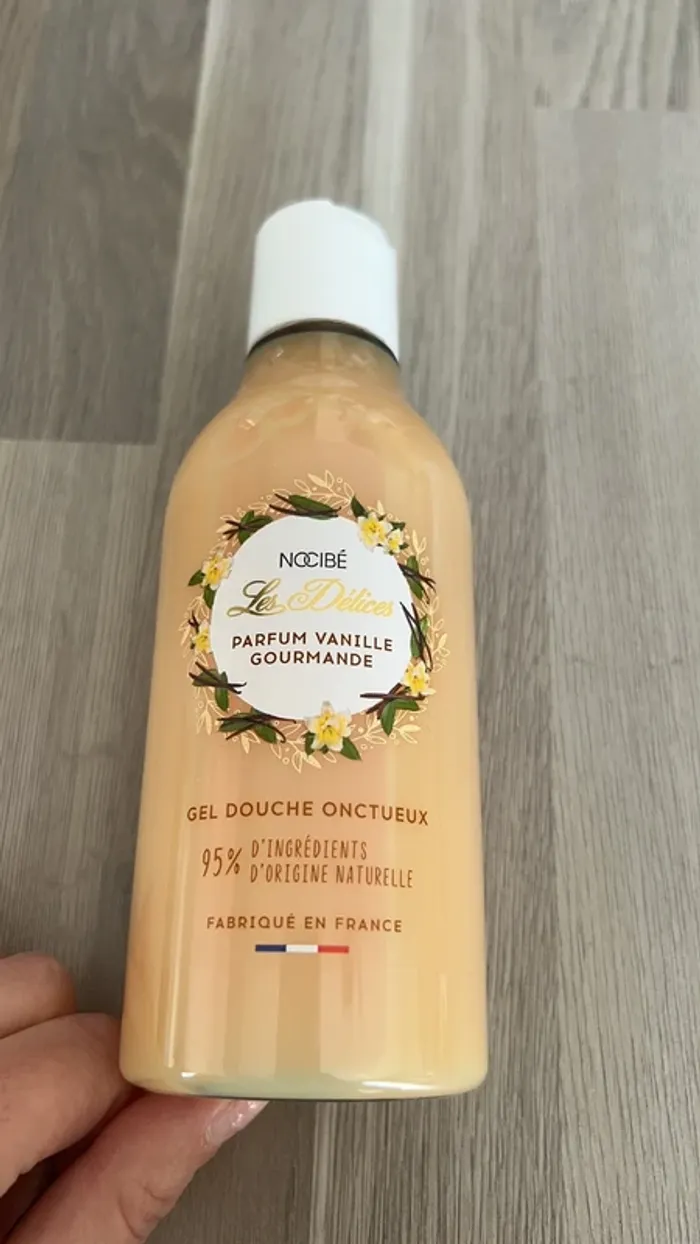 NOCIBÉ
Les Délices
PARFUM VANILLE
GOURMANDE
GEL DOUCHE ONCTUEUX
95% D'INGRÉDIENTS
D'ORIGINE NATURELLE
FABRIQUÉ EN FRANCE